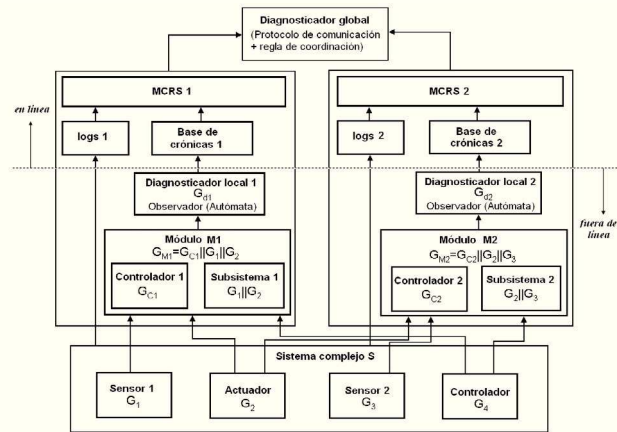 Diagnosticador global
(Protocolo de comunicación
+ regla de coordinación)
en línea
MCRS 1
logs 1
Base de
crónicas 1
Diagnosticador local 1
Gd1
Observador (Autómata)
Módulo M1
GM1=GC1||G1||G2
Controlador 1
GC1
Subsistema 1
G1||G2
MCRS 2
logs 2
Base de
crónicas 2
Diagnosticador local 2
Gd2
Observador (Autómata)
fuera de
línea
Módulo M2
GM2=GC2||G2||G3
Controlador 2
GC2
Subsistema 2
G2||G3
Sistema complejo S
Sensor 1
G1
Actuador
G2
Sensor 2
G3
Controlador
G4